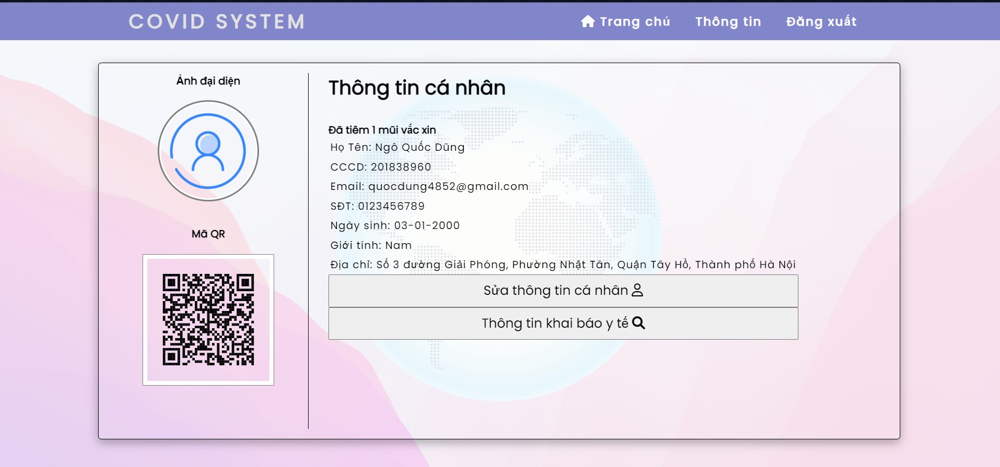 COVID SYSTEM
Trang chủ
Thông tin
Đăng xuất
Ảnh đại diện
Mã QR
Thông tin cá nhân
Đã tiêm 1 mũi vắc xin
Họ Tên: Ngô Quốc Dũng
CCCD: 201838960
Email: quocdung4852@gmail.com
SĐT: 0123456789
Ngày sinh: 03-01-2000
Giới tính: Nam
Địa chỉ: Số 3 đường Giải Phóng, Phường Nhật Tân, Quận Tây Hồ, Thành phố Hà Nội
Sửa thông tin cá nhân
Thông tin khai báo y tế